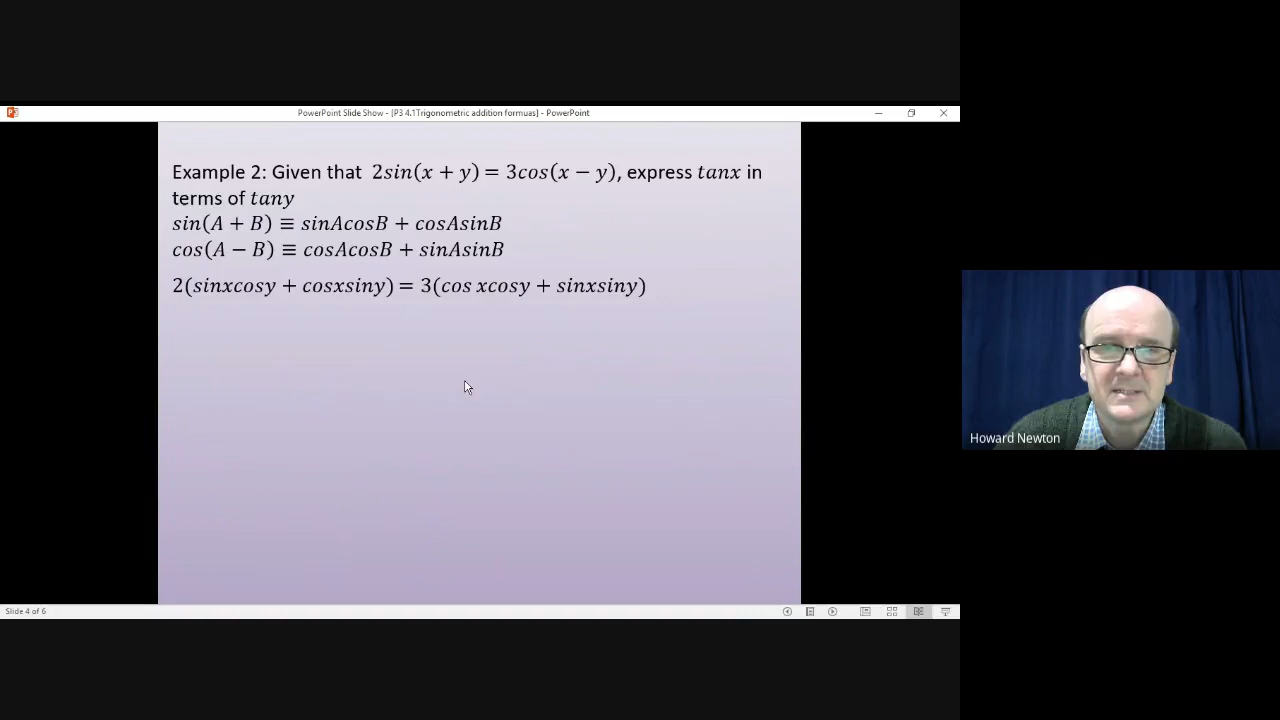 PowerPoint Slide Show - [P3 4.1Trigonometric addition formuas] - PowerPoint
Example 2: Given that 2sin(x + y) = 3cos(x − y), express tanx in
terms of tany
sin(A + B) ≡ sinAcosB + cosAsinB
cos(A − B) ≡ cosAcosB + sinAsinB
2(sinxcosy + cosxsiny) = 3(cos xcosy + sinxsiny)
Howard Newton
Slide 4 of 6